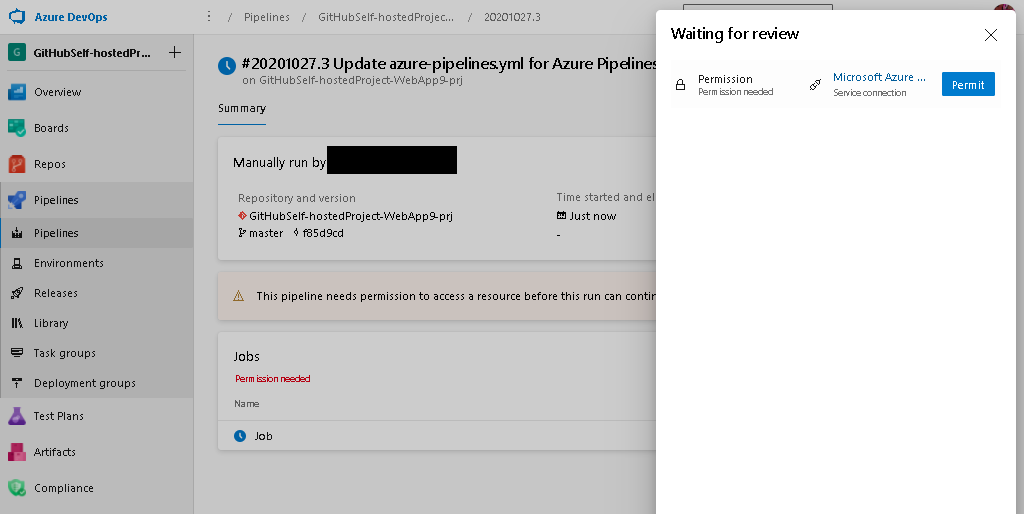 Azure DevOps
/ Pipelines / GitHubSelf-hostedProjec... / 20201027.3
G GitHubSelf-hostedPr...
Overview
Boards
Repos
Pipelines
Pipelines
Environments
Releases
Library
Task groups
Deployment groups
Test Plans
Artifacts
Compliance
#20201027.3 Update azure-pipelines.yml for Azure Pipelines
on GitHubSelf-hostedProject-WebApp9-prj
Summary
Manually run by
Repository and version
GitHubSelf-hostedProject-WebApp9-prj
master f85d9cd
Time started and el
Just now
-
This pipeline needs permission to access a resource before this run can contin
Jobs
Permission needed
Name
Job
Waiting for review
Permission
Permission needed
Microsoft Azure ...
Service connection
Permit